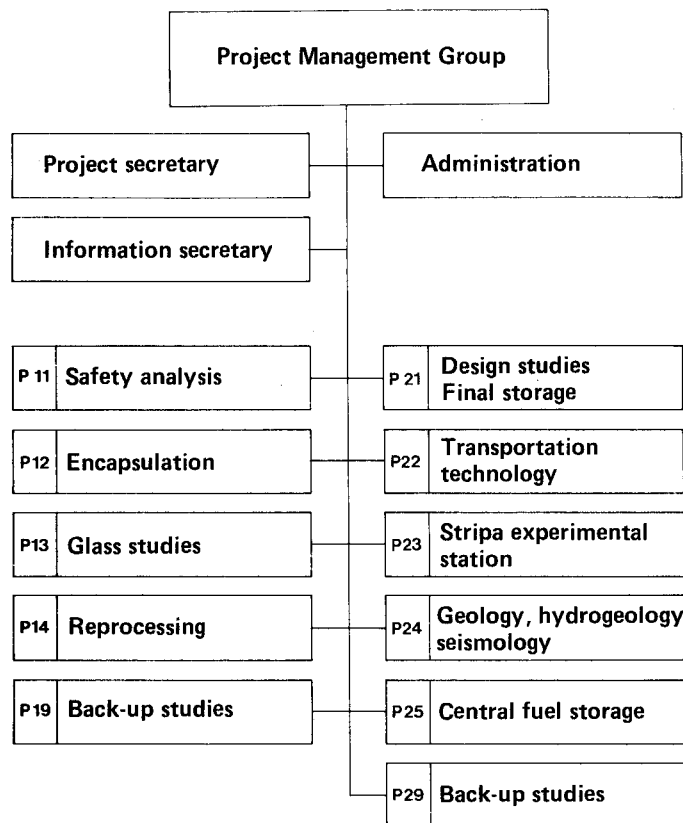 Project Management Group
Project secretary
Administration
Information secretary
P 11 Safety analysis
P 21 Design studies
Final storage
P12 Encapsulation
P22 Transportation
technology
P13 Glass studies
P23 Stripa experimental
station
P14 Reprocessing
P24 Geology, hydrogeology
seismology
P19 Back-up studies
P25 Central fuel storage
P29 Back-up studies